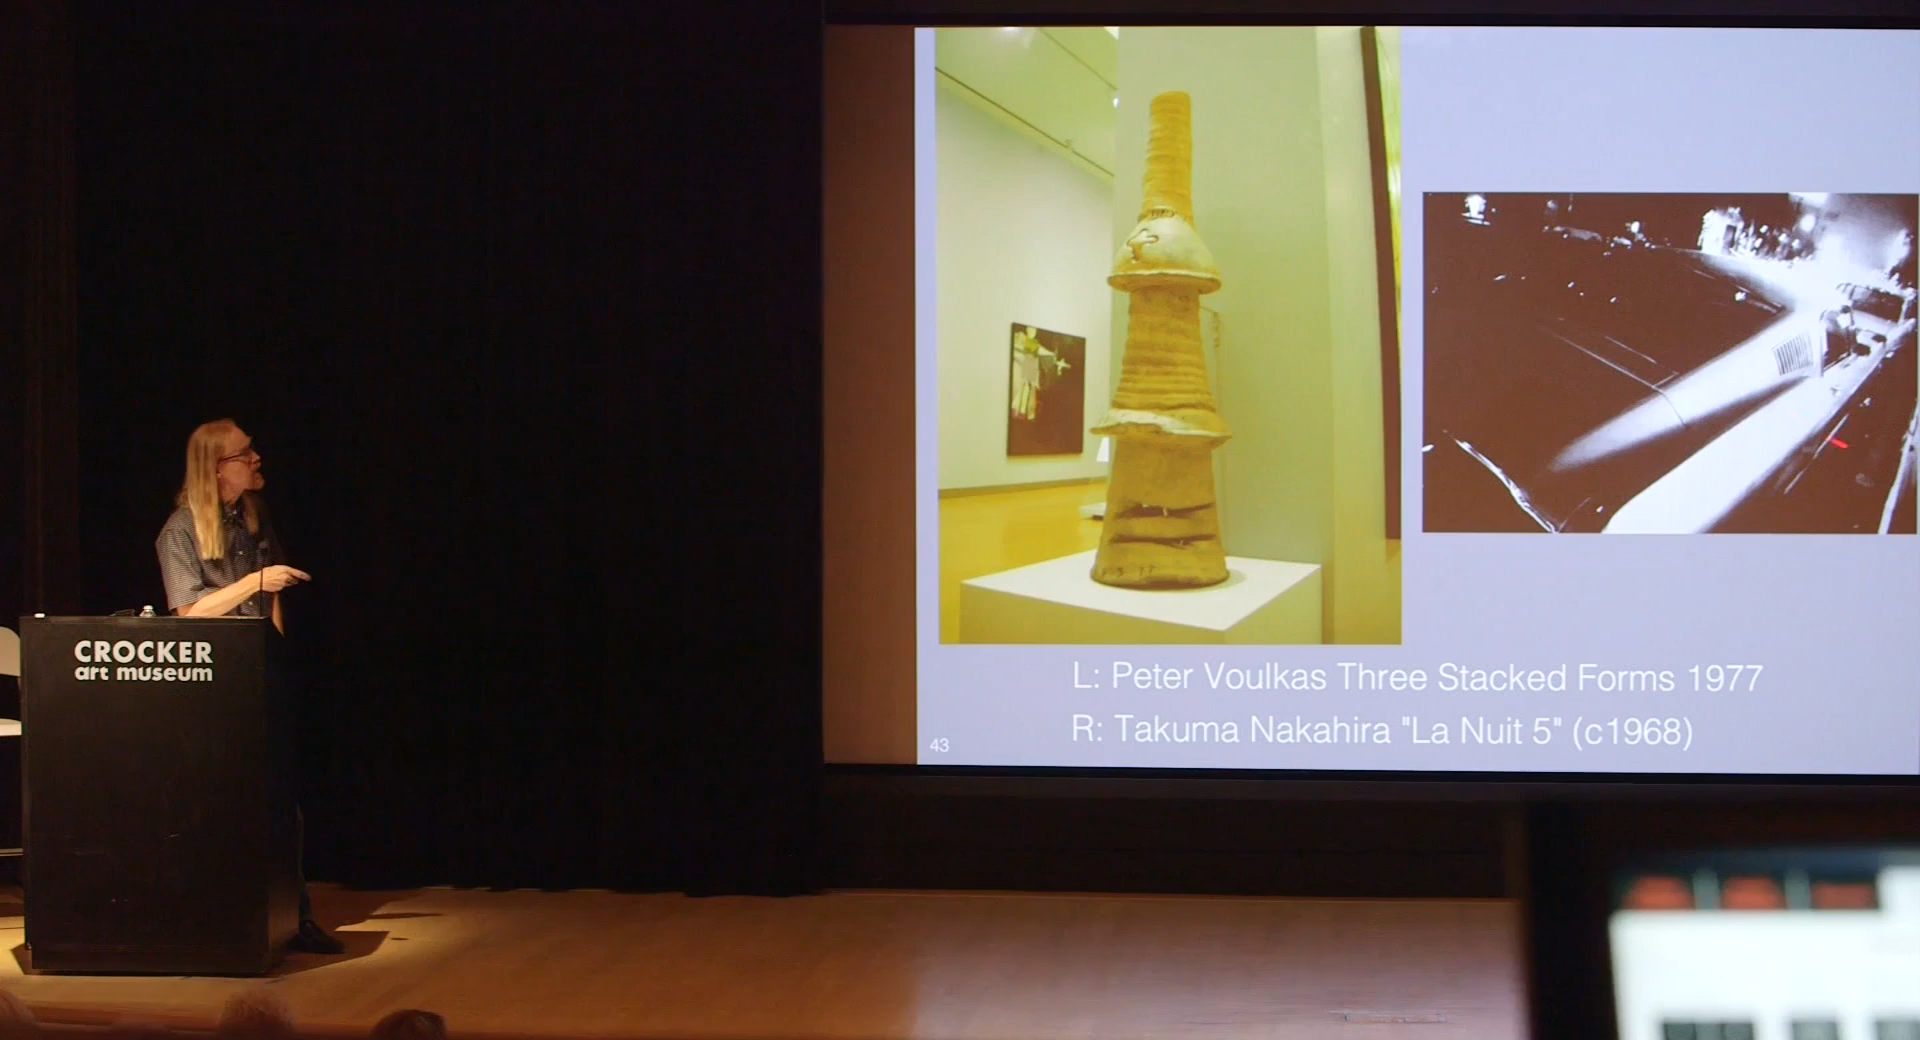 CROCKER
art museum
L: Peter Voulkas Three Stacked Forms 1977
R: Takuma Nakahira "La Nuit 5" (c1968)
43